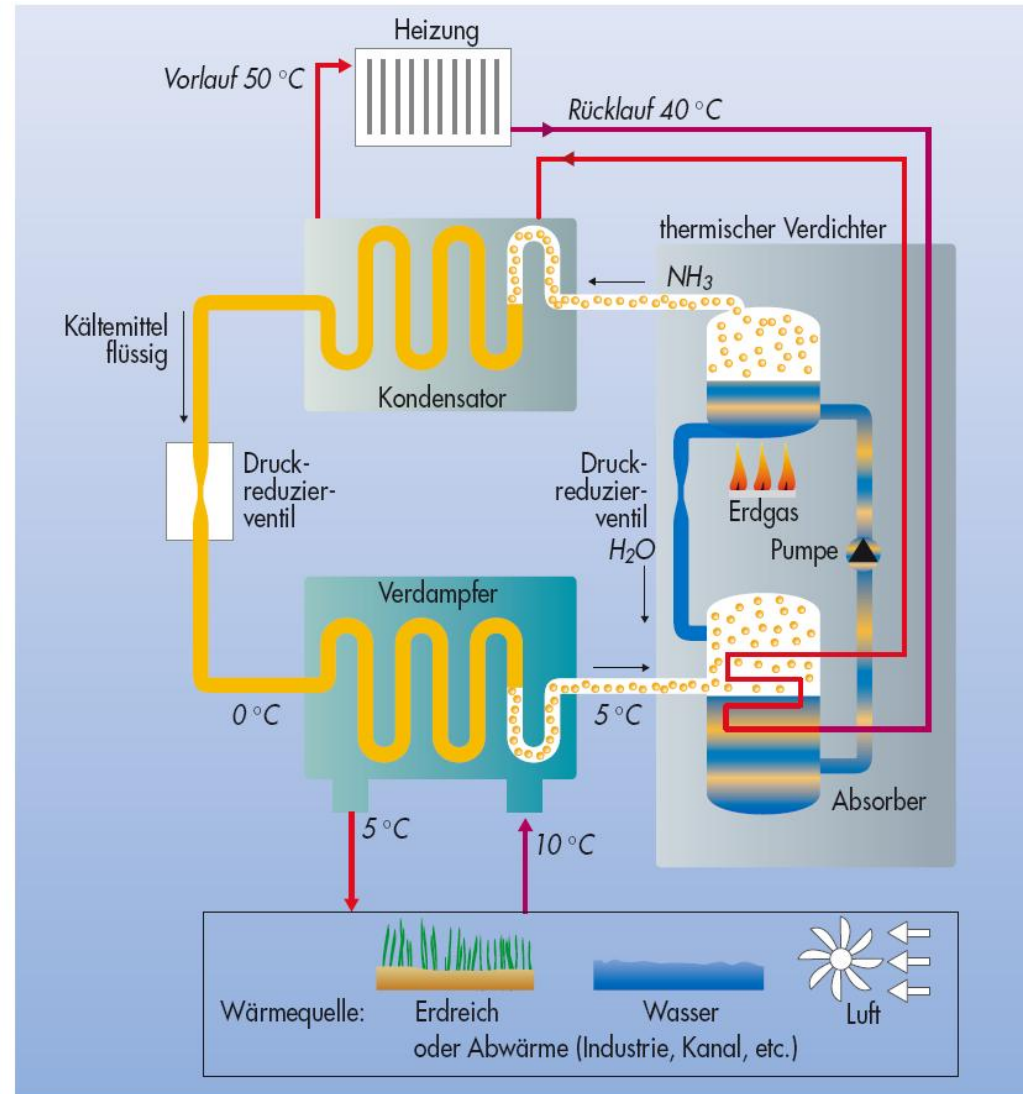 Heizung
Vorlauf 50 °C
Rücklauf 40 °C
thermischer Verdichter
NH₃
Kältemittel
flüssig
Kondensator
Druck-
reduzier-
ventil
Druck-
reduzier-
ventil
H₂O
Erdgas
Pumpe
Verdampfer
0 °C
5 °C
Absorber
5 °C
10 °C
Wärmequelle:
Erdreich
Wasser
Luft
oder Abwärme (Industrie, Kanal, etc.)